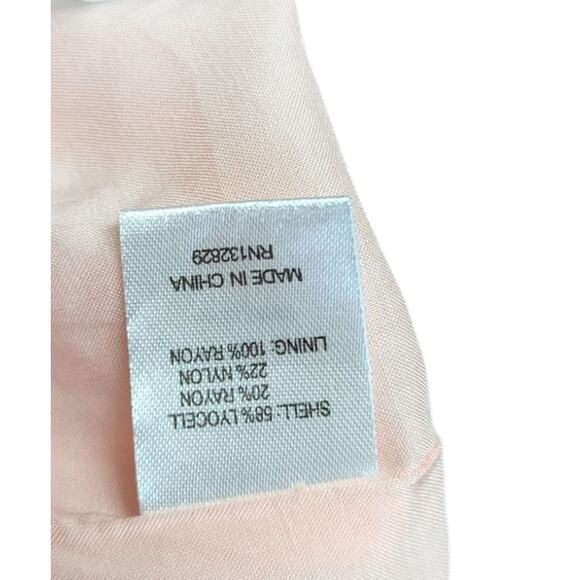 SHELL: 58% LYOCELL
20% RAYON
22% NYLON
LINING: 100% RAYON
MADE IN CHINA
RN132829